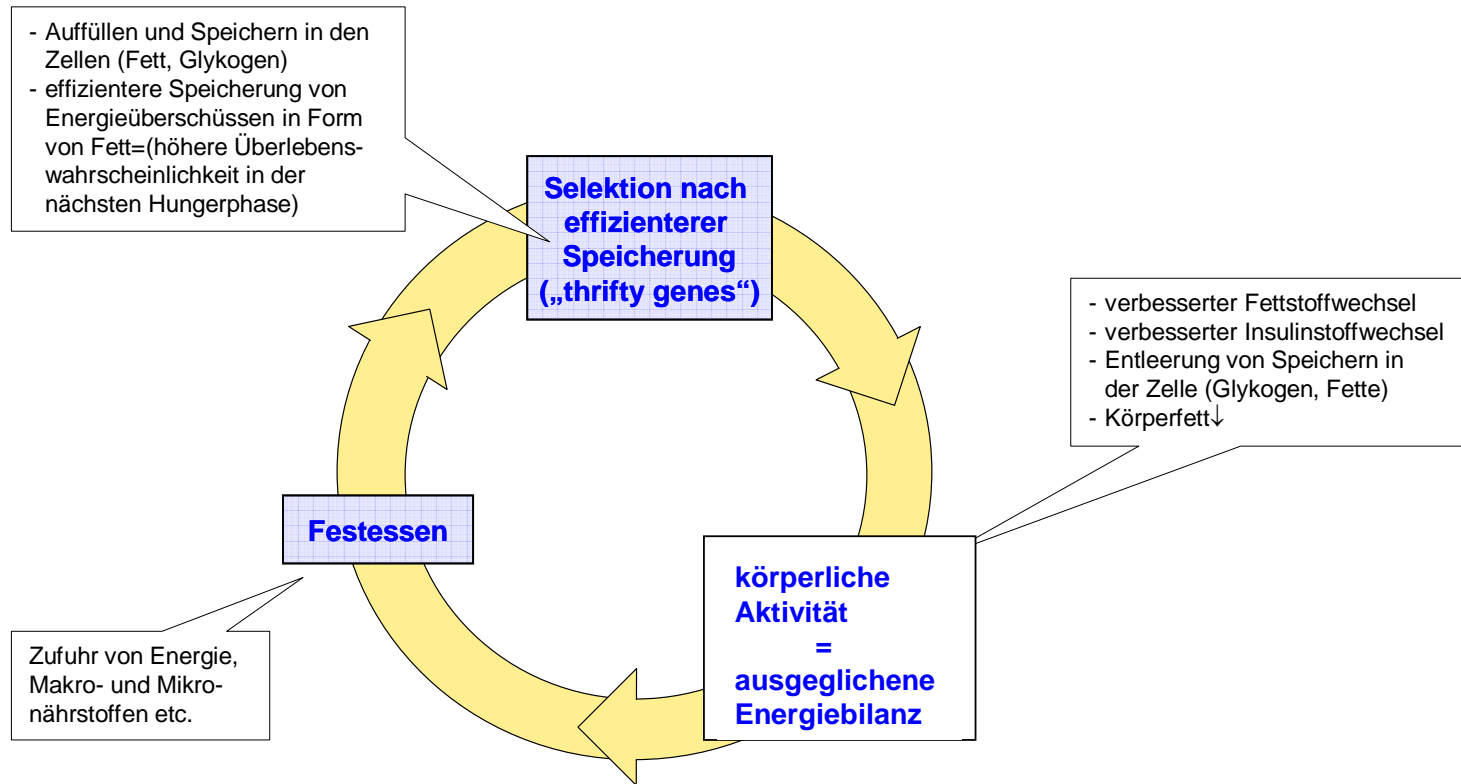 - Auffüllen und Speichern in den
Zellen (Fett, Glykogen)
- effizientere Speicherung von
Energieüberschüssen in Form
von Fett=(höhere Überlebens-
wahrscheinlichkeit in der
nächsten Hungerphase)
Selektion nach
effizienterer
Speicherung
(„thrifty genes“)
- verbesserter Fettstoffwechsel
- verbesserter Insulinstoffwechsel
- Entleerung von Speichern in
der Zelle (Glykogen, Fette)
- Körperfett↓
Festessen
körperliche
Aktivität
=
ausgeglichene
Energiebilanz
Zufuhr von Energie,
Makro- und Mikro-
nährstoffen etc.